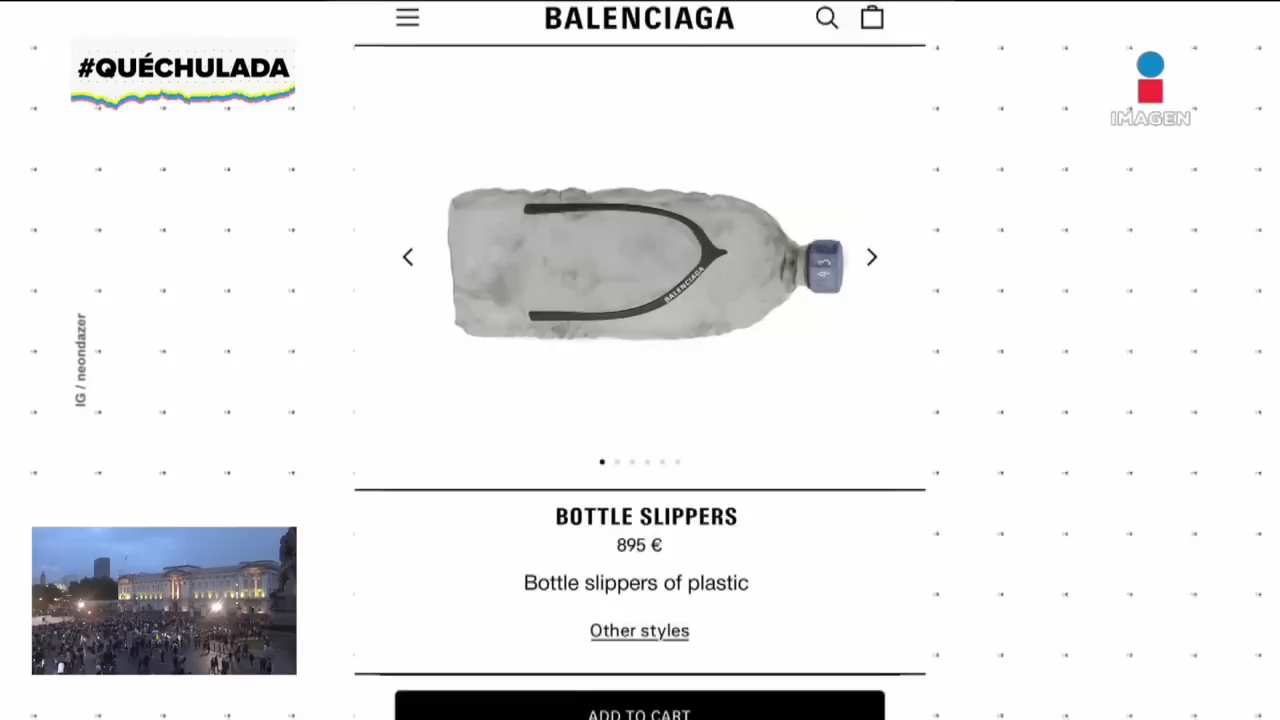 BALENCIAGA
#QUÉCHULADA
IMAGEN
BALENCIAGA
IG / neondazer
BOTTLE SLIPPERS
895 €
Bottle slippers of plastic
Other styles
ADD TO CART